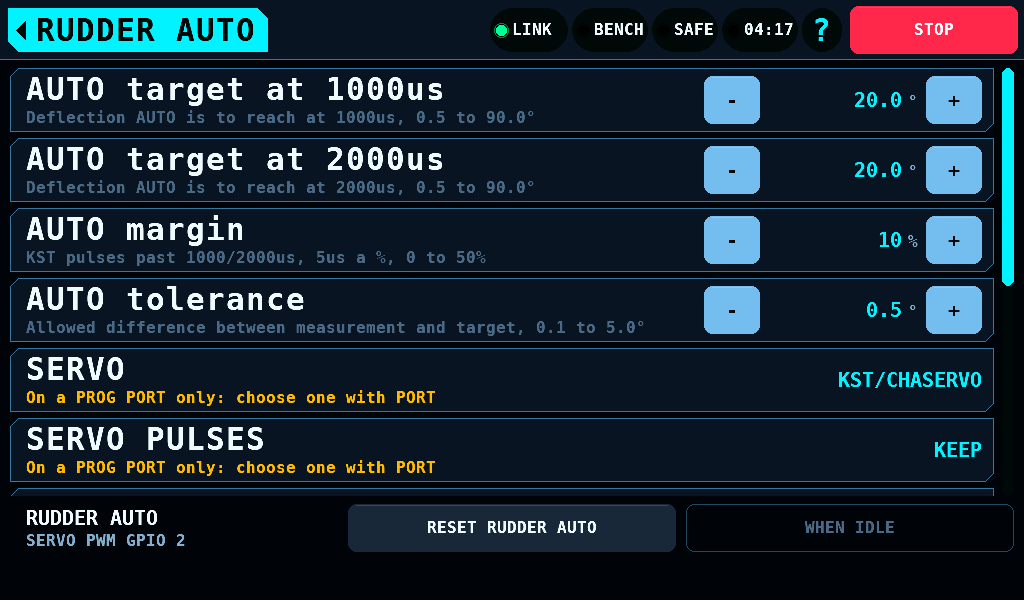 RUDDER AUTO
LINK
BENCH
SAFE
04:17
?
STOP
AUTO target at 1000us
Deflection AUTO is to reach at 1000us, 0.5 to 90.0°
-
20.0 °
+
AUTO target at 2000us
Deflection AUTO is to reach at 2000us, 0.5 to 90.0°
-
20.0 °
+
AUTO margin
KST pulses past 1000/2000us, 5us a %, 0 to 50%
-
10 %
+
AUTO tolerance
Allowed difference between measurement and target, 0.1 to 5.0°
-
0.5 °
+
SERVO
On a PROG PORT only: choose one with PORT
KST/CHASERVO
SERVO PULSES
On a PROG PORT only: choose one with PORT
KEEP
RUDDER AUTO
SERVO PWM GPIO 2
RESET RUDDER AUTO
WHEN IDLE